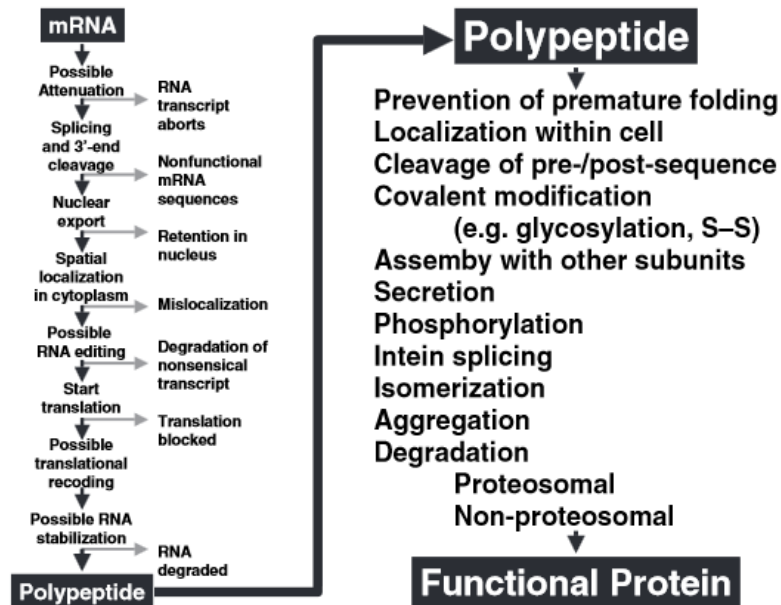 mRNA
Possible
Attenuation
RNA
transcript
aborts
Splicing
and 3'-end
cleavage
Nonfunctional
mRNA
sequences
Nuclear
export
Retention in
nucleus
Spatial
localization
in cytoplasm
Mislocalization
Possible
RNA editing
Degradation of
nonsensical
transcript
Start
translation
Translation
blocked
Possible
translational
recoding
Possible RNA
stabilization
RNA
degraded
Polypeptide
Polypeptide
Prevention of premature folding
Localization within cell
Cleavage of pre-/post-sequence
Covalent modification
(e.g. glycosylation, S–S)
Assemby with other subunits
Secretion
Phosphorylation
Intein splicing
Isomerization
Aggregation
Degradation
Proteosomal
Non-proteosomal
Functional Protein